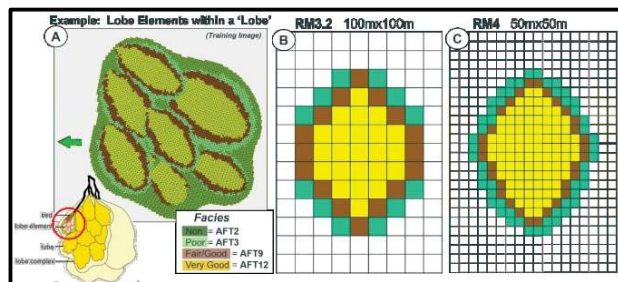 Example: Lobe Elements within a 'Lobe'
A
(Training Image)
bed
lobe element
lobe
lobe complex
Facies
Non = AFT2
Poor = AFT3
Fair/Good = AFT9
Very Good = AFT12
RM3.2 100mx100m
B
RM4 50mx50m
C